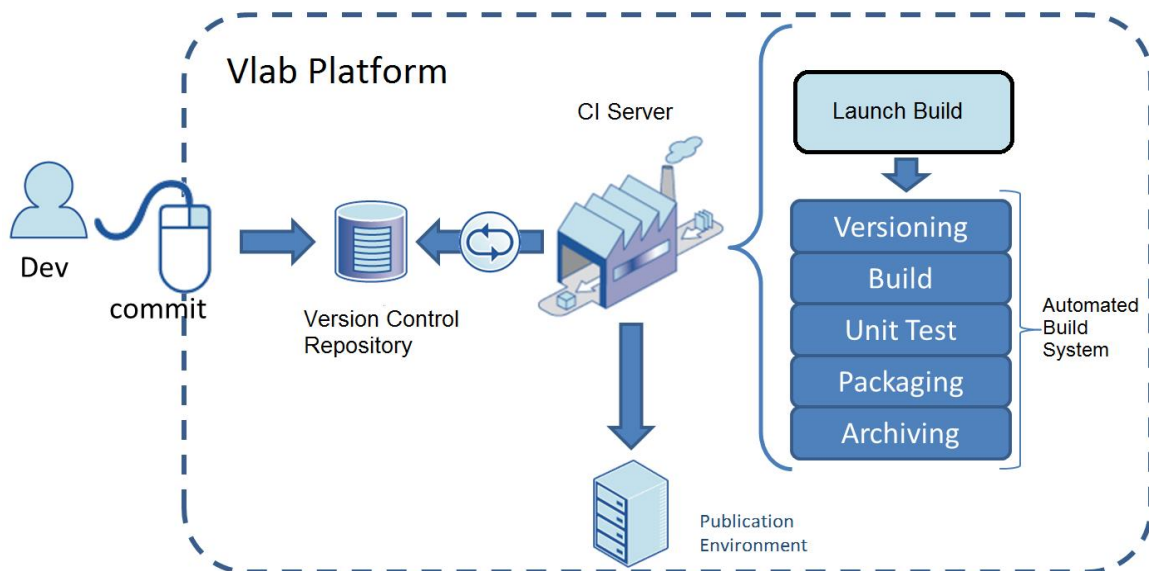 Vlab Platform
CI Server
Launch Build
Dev
commit
Version Control
Repository
Versioning
Build
Unit Test
Packaging
Archiving
Automated
Build
System
Publication
Environment